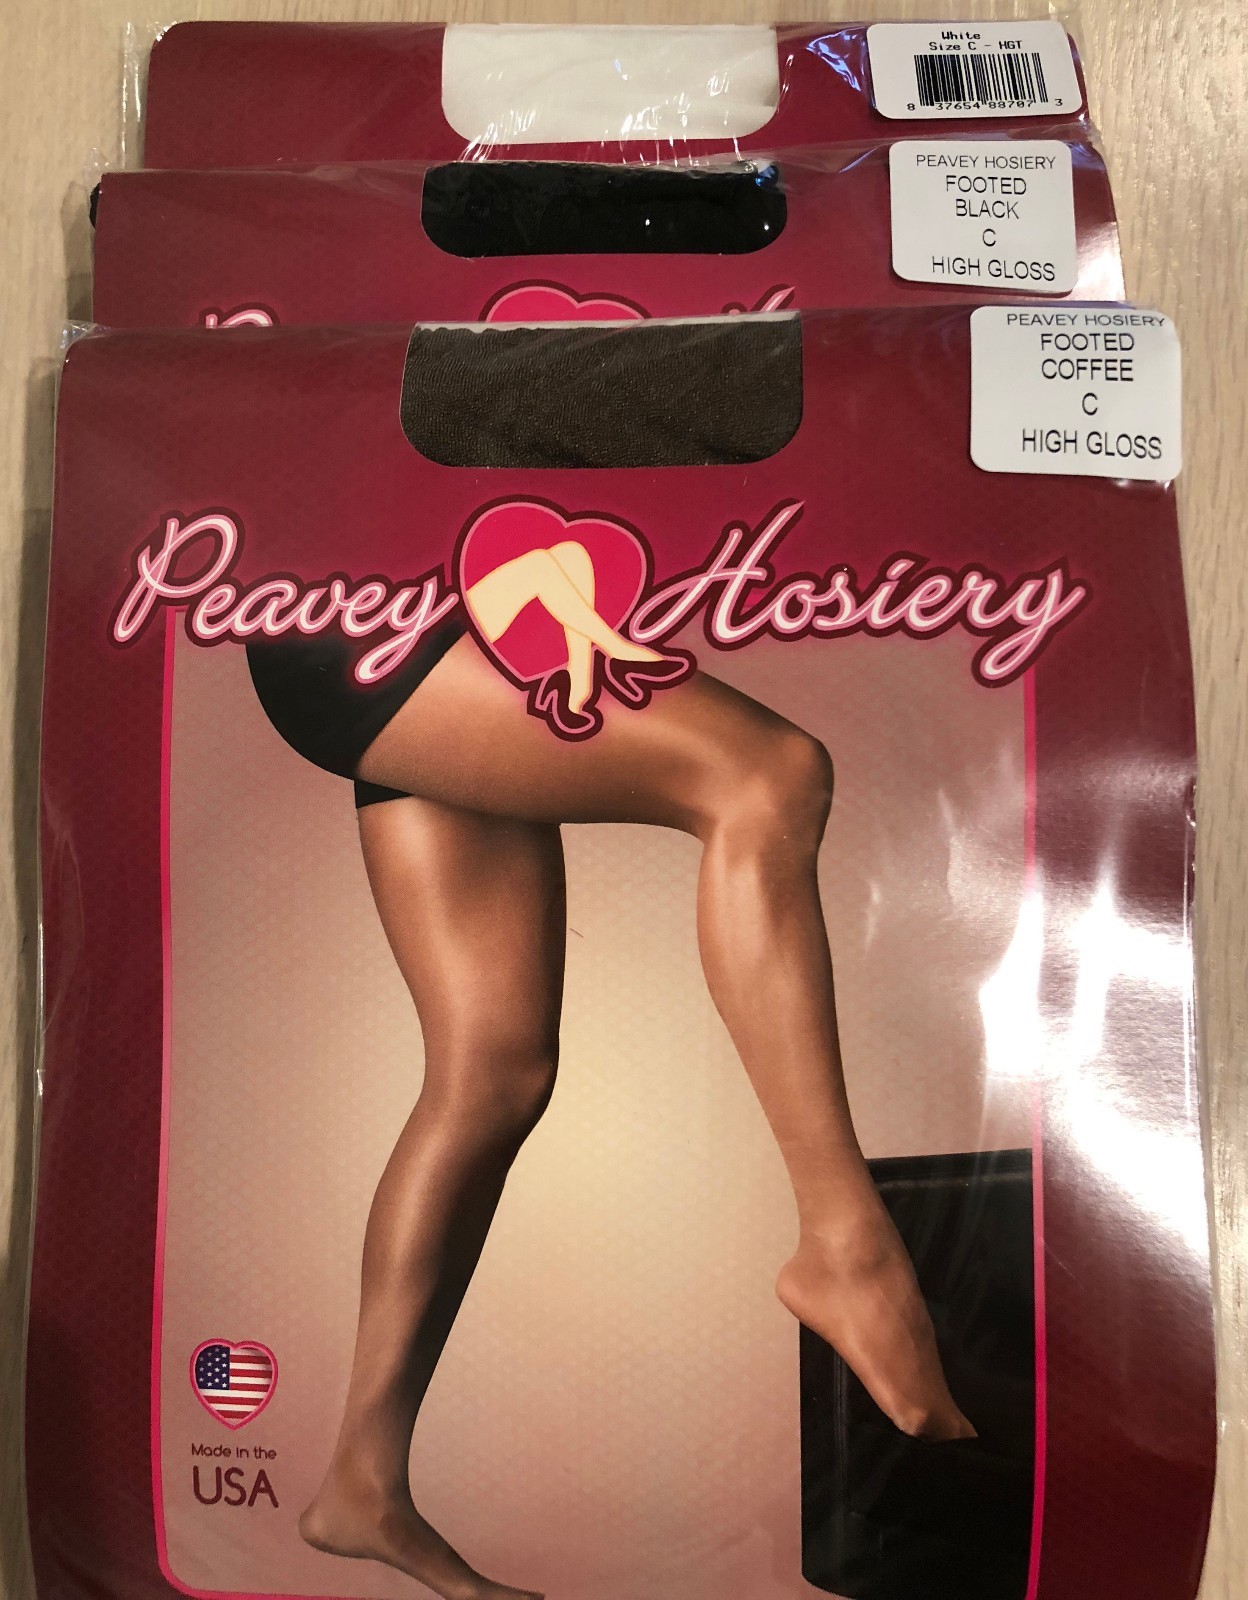 White
Size C - HGT
8 37654 88707 3
PEAVEY HOSIERY
FOOTED
BLACK
C
HIGH GLOSS
PEAVEY HOSIERY
FOOTED
COFFEE
C
HIGH GLOSS
Peavey Hosiery
Made in the
USA